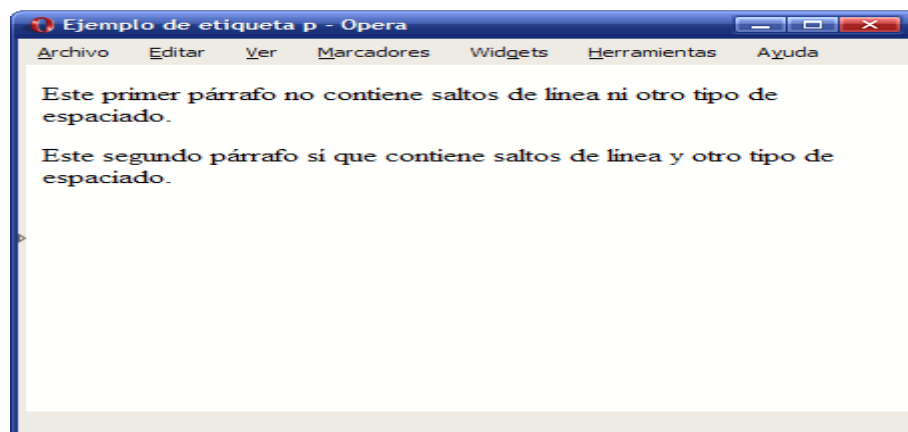 Ejemplo de etiqueta p - Opera
Archivo Editar Ver Marcadores Widgets Herramientas Ayuda
Este primer párrafo no contiene saltos de línea ni otro tipo de
espaciado.
Este segundo párrafo sí que contiene saltos de línea y otro tipo de
espaciado.